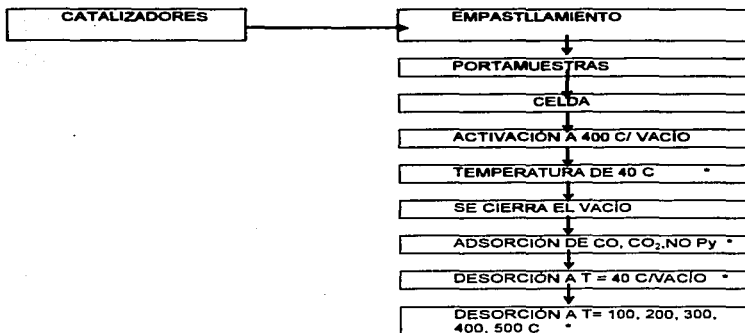 CATALIZADORES
EMPASTLLAMIENTO
PORTAMUESTRAS
CELDA
ACTIVACIÓN A 400 C/ VACÍO
TEMPERATURA DE 40 C *
SE CIERRA EL VACÍO
ADSORCIÓN DE CO, CO₂,NO Py *
DESORCIÓN A T = 40 C/VACÍO *
DESORCIÓN A T= 100, 200, 300,
400, 500 C *